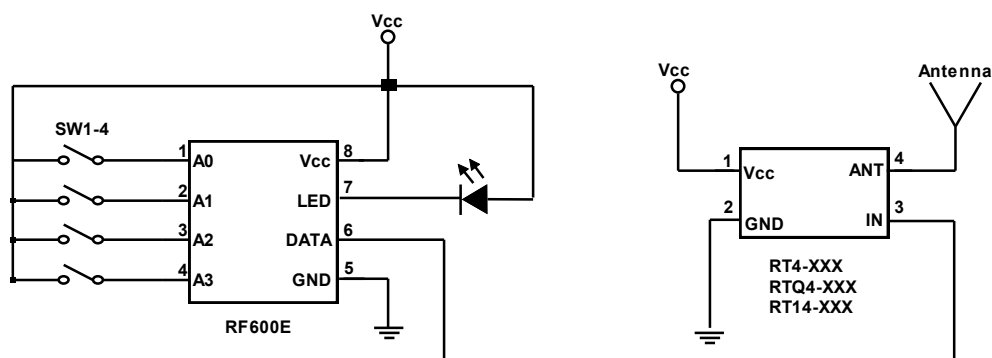 Vcc
SW1-4
1 A0 Vcc 8
2 A1 LED 7
3 A2 DATA 6
4 A3 GND 5
RF600E
Vcc
Antenna
1 Vcc ANT 4
2 GND IN 3
RT4-XXX
RTQ4-XXX
RT14-XXX